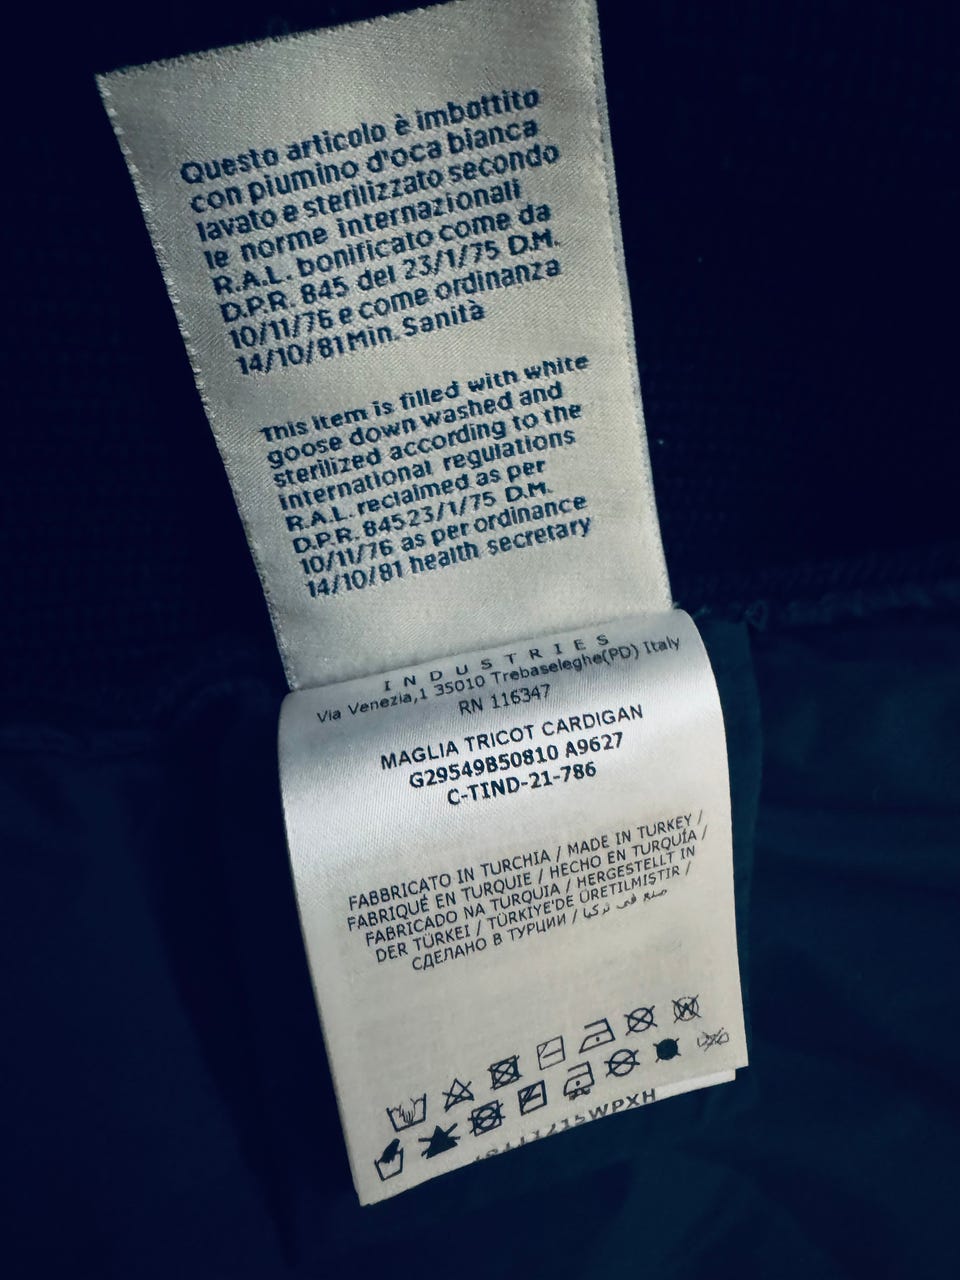 Questo articolo è imbottito
con piumino d'oca bianca
lavato e sterilizzato secondo
le norme internazionali
R.A.L. bonificato come da
D.P.R. 845 del 23/1/75 D.M.
10/11/76 e come ordinanza
14/10/81 Min. Sanità
This item is filled with white
goose down washed and
sterilized according to the
international regulations
R.A.L. reclaimed as per
D.P.R. 84523/1/75 D.M.
10/11/76 as per ordinance
14/10/81 health secretary
INDUSTRIES
Via Venezia,1 35010 Trebaseleghe(PD) Italy
RN 116347
MAGLIA TRICOT CARDIGAN
G29549B50810 A9627
C-TIND-21-786
FABBRICATO IN TURCHIA / MADE IN TURKEY /
FABRIQUÉ EN TURQUIE / HECHO EN TURQUÍA /
FABRICADO NA TURQUIA / HERGESTELLT IN
DER TÜRKEI / TÜRKİYE'DE ÜRETILMIŞTIR /
СДЕЛАНО В ТУРЦИИ / صنع في تركيا